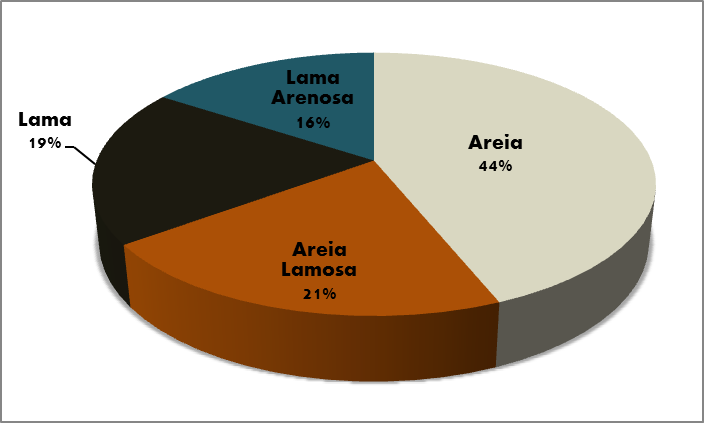 Lama
Arenosa
16%
Areia
44%
Lama
19%
Areia
Lamosa
21%